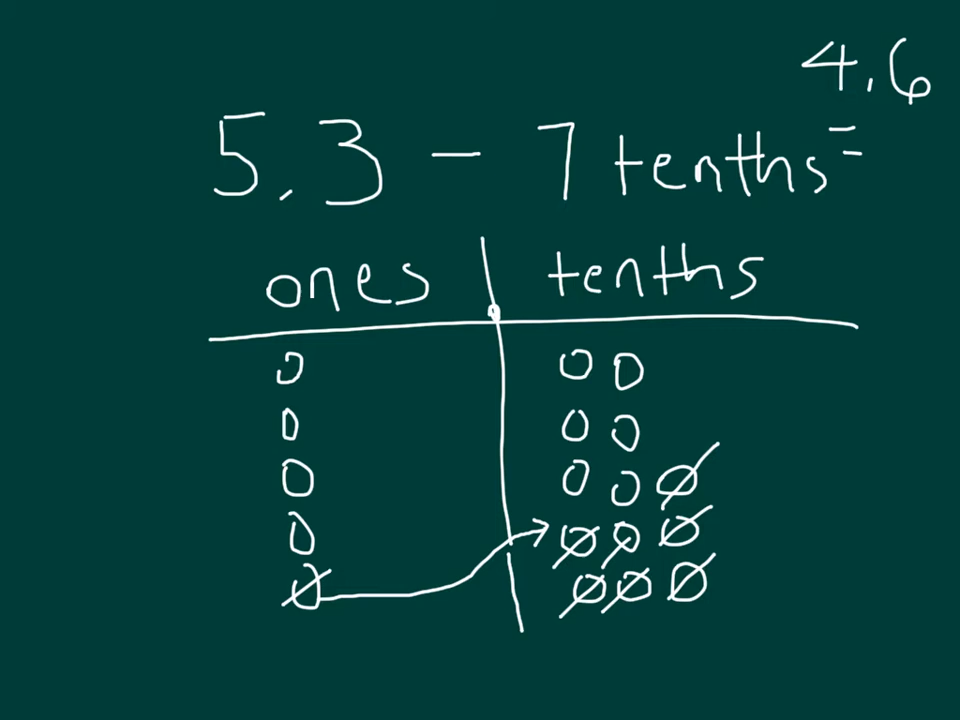 4.6
5.3 - 7 tenths =
ones tenths